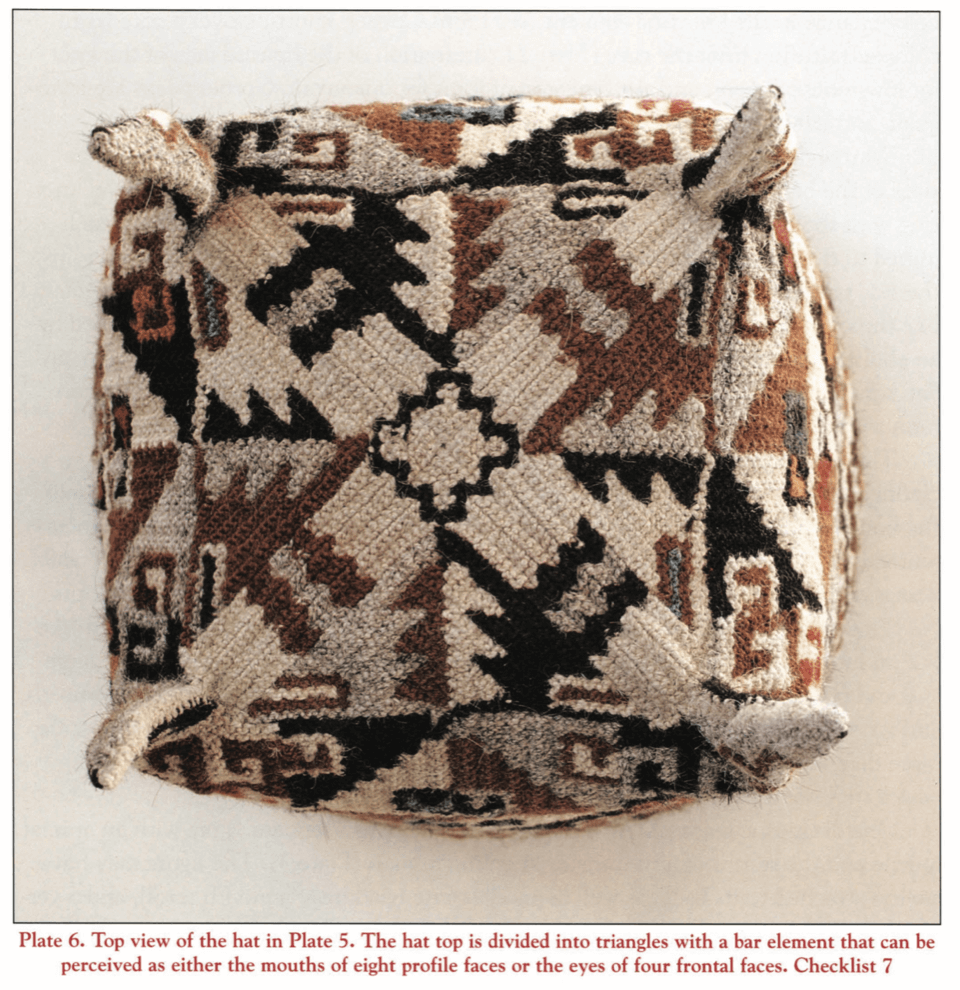 Plate 6. Top view of the hat in Plate 5. The hat top is divided into triangles with a bar element that can be
perceived as either the mouths of eight profile faces or the eyes of four frontal faces. Checklist 7